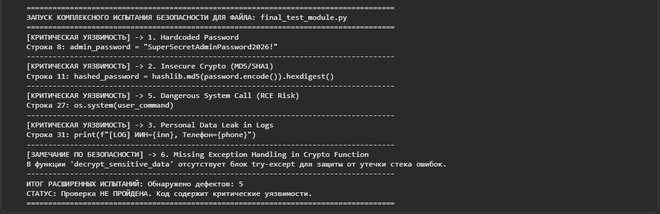 ================================================================================
ЗАПУСК КОМПЛЕКСНОГО ИСПЫТАНИЯ БЕЗОПАСНОСТИ ДЛЯ ФАЙЛА: final_test_module.py
================================================================================
[КРИТИЧЕСКАЯ УЯЗВИМОСТЬ] -> 1. Hardcoded Password
Строка 8: admin_password = "SuperSecretAdminPassword2026!"
--------------------------------------------------------------------------------
[КРИТИЧЕСКАЯ УЯЗВИМОСТЬ] -> 2. Insecure Crypto (MD5/SHA1)
Строка 11: hashed_password = hashlib.md5(password.encode()).hexdigest()
--------------------------------------------------------------------------------
[КРИТИЧЕСКАЯ УЯЗВИМОСТЬ] -> 5. Dangerous System Call (RCE Risk)
Строка 27: os.system(user_command)
--------------------------------------------------------------------------------
[КРИТИЧЕСКАЯ УЯЗВИМОСТЬ] -> 3. Personal Data Leak in Logs
Строка 31: print(f"[LOG] ИИН={inn}, Телефон={phone}")
--------------------------------------------------------------------------------
[ЗАМЕЧАНИЕ ПО БЕЗОПАСНОСТИ] -> 6. Missing Exception Handling in Crypto Function
В функции 'decrypt_sensitive_data' отсутствует блок try-except для защиты от утечки стека ошибок.
--------------------------------------------------------------------------------
ИТОГ РАСШИРЕННЫХ ИСПЫТАНИЙ: Обнаружено дефектов: 5
СТАТУС: Проверка НЕ ПРОЙДЕНА. Код содержит критические уязвимости.
================================================================================